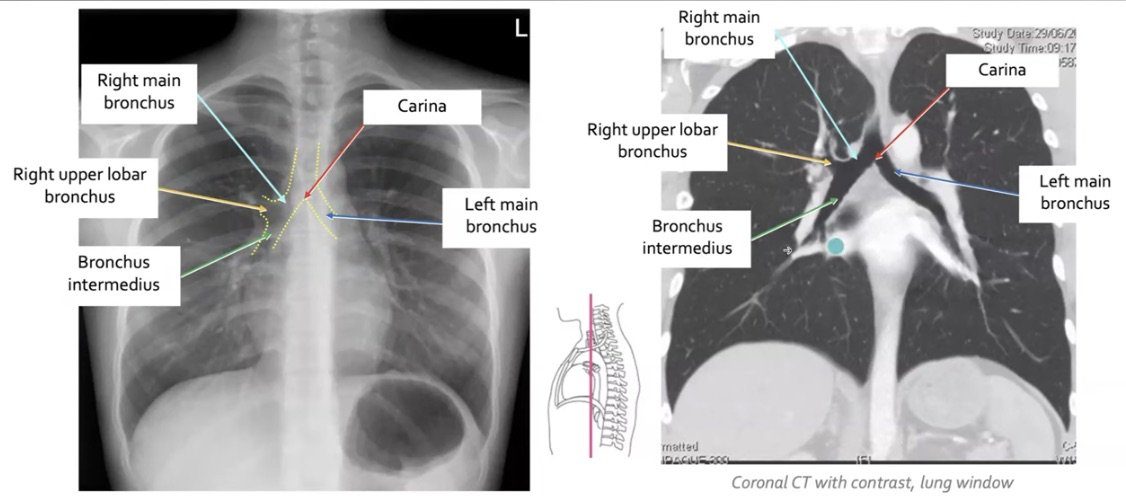 L
Right main
bronchus
Carina
Right upper lobar
bronchus
Left main
bronchus
Bronchus
intermedius
Right main
bronchus
Study Date:29/06/2
Study Time:09:17
Carina
Right upper lobar
bronchus
Left main
bronchus
Bronchus
intermedius
matted
Coronal CT with contrast, lung window